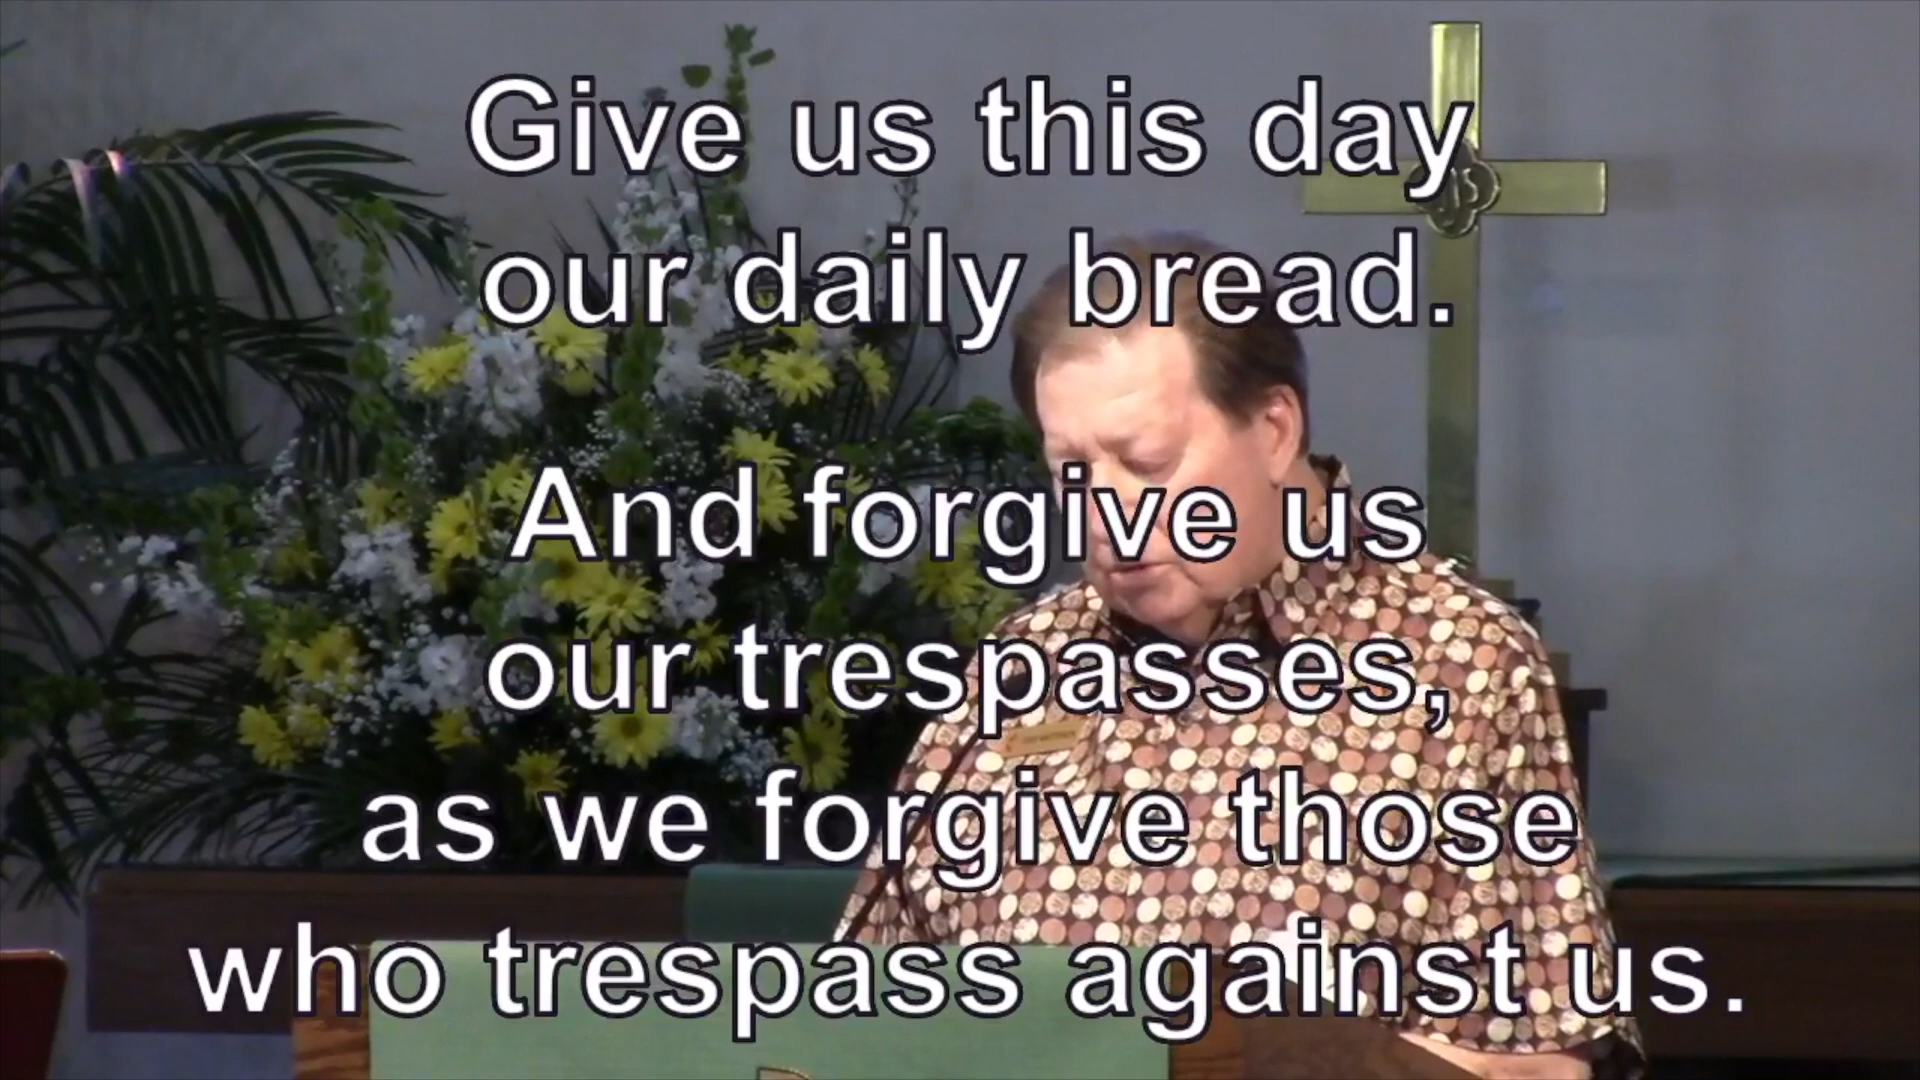 Give us this day
our daily bread.
And forgive us
our trespasses,
as we forgive those
who trespass against us.